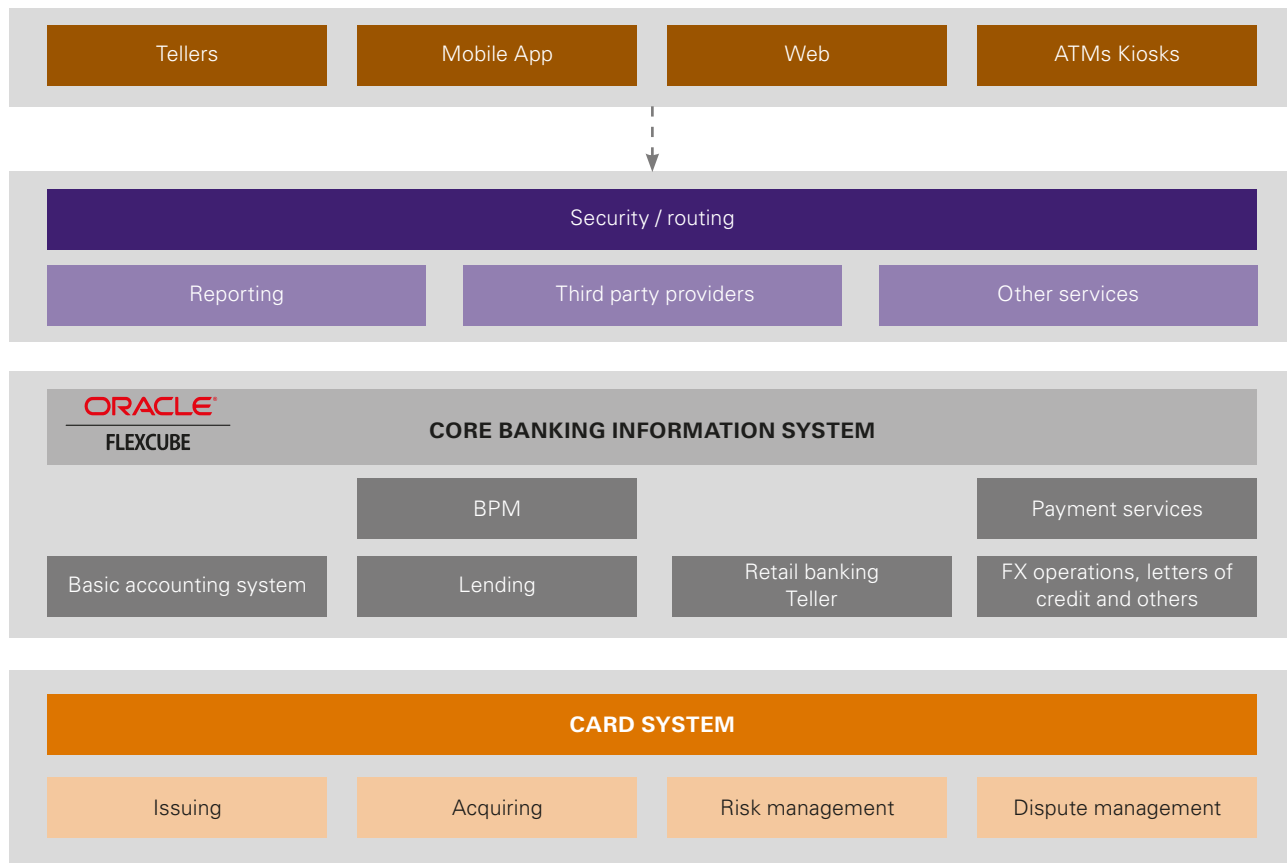 Tellers
Mobile App
Web
ATMs Kiosks
Security / routing
Reporting
Third party providers
Other services
ORACLE®
FLEXCUBE
CORE BANKING INFORMATION SYSTEM
BPM
Payment services
Basic accounting system
Lending
Retail banking
Teller
FX operations, letters of
credit and others
CARD SYSTEM
Issuing
Acquiring
Risk management
Dispute management